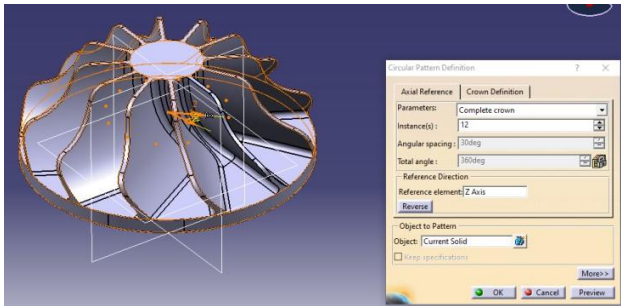 Circular Pattern Definition ? ×
Axial Reference Crown Definition
Parameters: Complete crown
Instance(s) : 12
Angular spacing : 30deg
Total angle : 360deg
Reference Direction
Reference element: Z Axis
Reverse
Object to Pattern
Object: Current Solid
Keep specifications
More>>
OK Cancel Preview